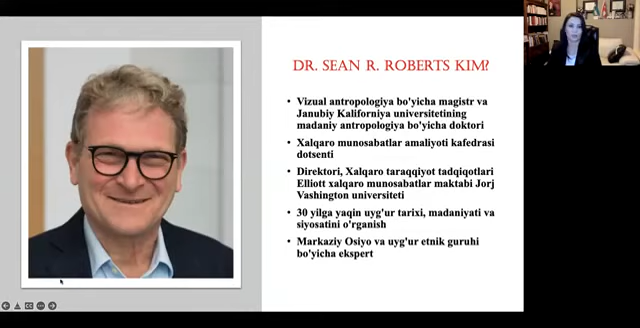 DR. SEAN R. ROBERTS KIM?
• Vizual antropologiya bo'yicha magistr va
Janubiy Kaliforniya universitetining
madaniy antropologiya bo'yicha doktori
• Xalqaro munosabatlar amaliyoti kafedrasi
dotsenti
• Direktori, Xalqaro taraqqiyot tadqiqotlari
Elliott xalqaro munosabatlar maktabi Jorj
Vashington universiteti
• 30 yilga yaqin uyg'ur tarixi, madaniyati va
siyosatini o'rganish
• Markaziy Osiyo va uyg'ur etnik guruhi
bo'yicha ekspert